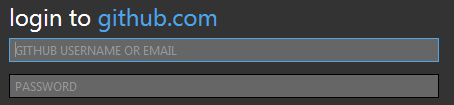 login to github.com
GITHUB USERNAME OR EMAIL
PASSWORD